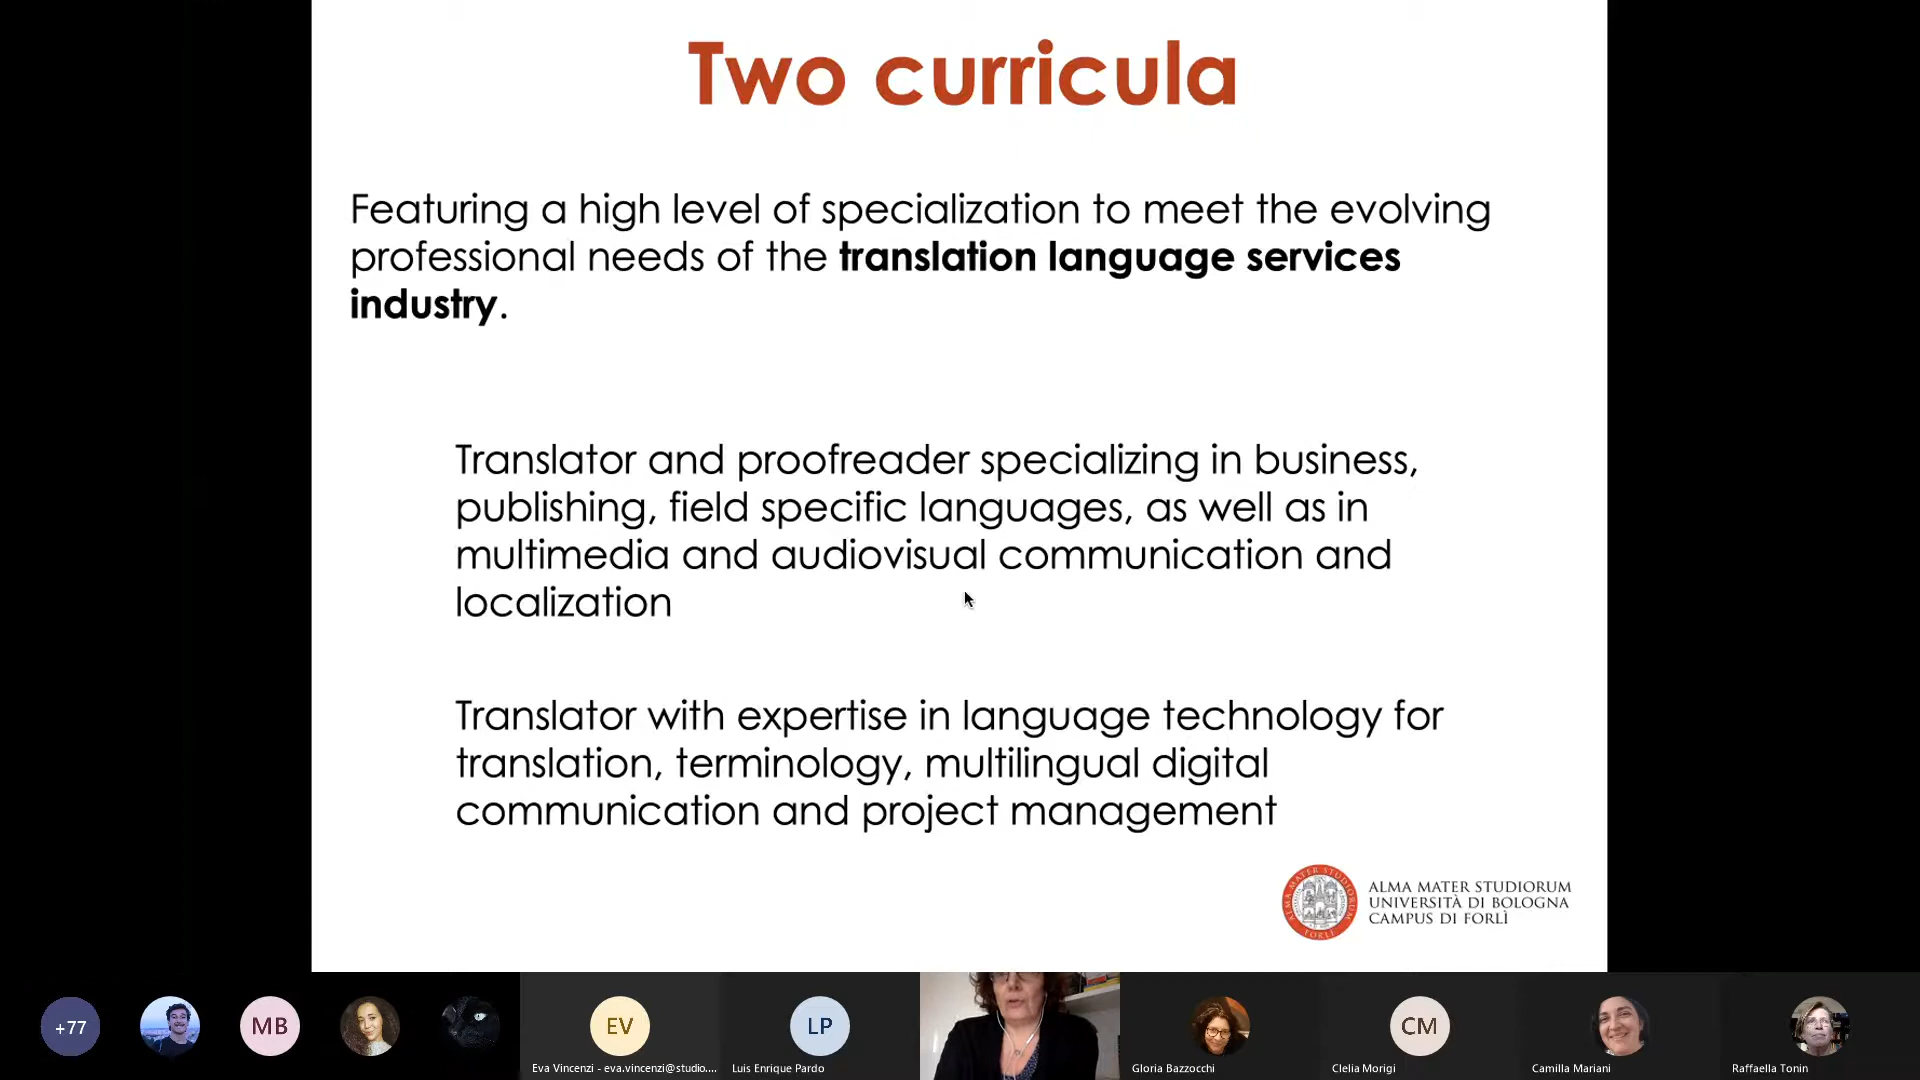 Two curricula
Featuring a high level of specialization to meet the evolving
professional needs of the translation language services
industry.
Translator and proofreader specializing in business,
publishing, field specific languages, as well as in
multimedia and audiovisual communication and
localization
Translator with expertise in language technology for
translation, terminology, multilingual digital
communication and project management
ALMA MATER STUDIORUM
UNIVERSITÀ DI BOLOGNA
CAMPUS DI FORLÌ
ALMA MATER STUDIORUM
FORLÌ
+77
MB
EV
LP
CM
Eva Vincenzi - eva.vincenzi@studio....
Luis Enrique Pardo
Gloria Bazzocchi
Clelia Morigi
Camilla Mariani
Raffaella Tonin